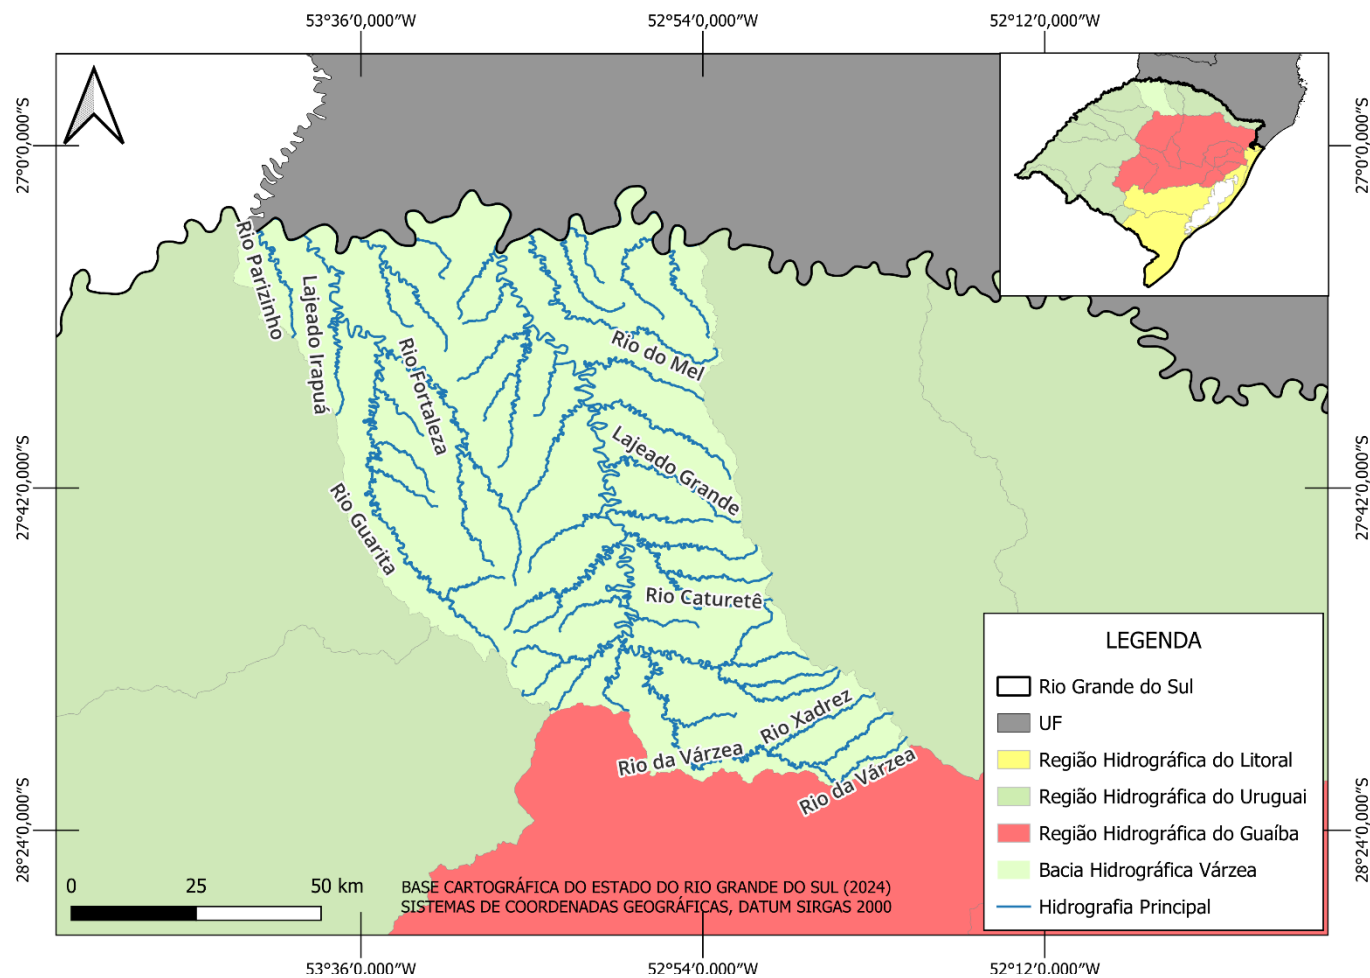 53°36′0,000″W
52°54′0,000″W
52°12′0,000″W
27°0′0,000″S
27°0′0,000″S
Rio Parizinho
Lajeado Irapuá
Rio Fortaleza
Rio do Mel
Lajeado Grande
27°42′0,000″S
27°42′0,000″S
Rio Guarita
Rio Caturetê
Rio Xadrez
Rio da Várzea
Rio da Várzea
LEGENDA
Rio Grande do Sul
UF
Região Hidrográfica do Litoral
Região Hidrográfica do Uruguai
Região Hidrográfica do Guaíba
Bacia Hidrográfica Várzea
Hidrografia Principal
28°24′0,000″S
28°24′0,000″S
0 25 50 km
BASE CARTOGRÁFICA DO ESTADO DO RIO GRANDE DO SUL (2024)
SISTEMAS DE COORDENADAS GEOGRÁFICAS, DATUM SIRGAS 2000
53°36′0,000″W
52°54′0,000″W
52°12′0,000″W